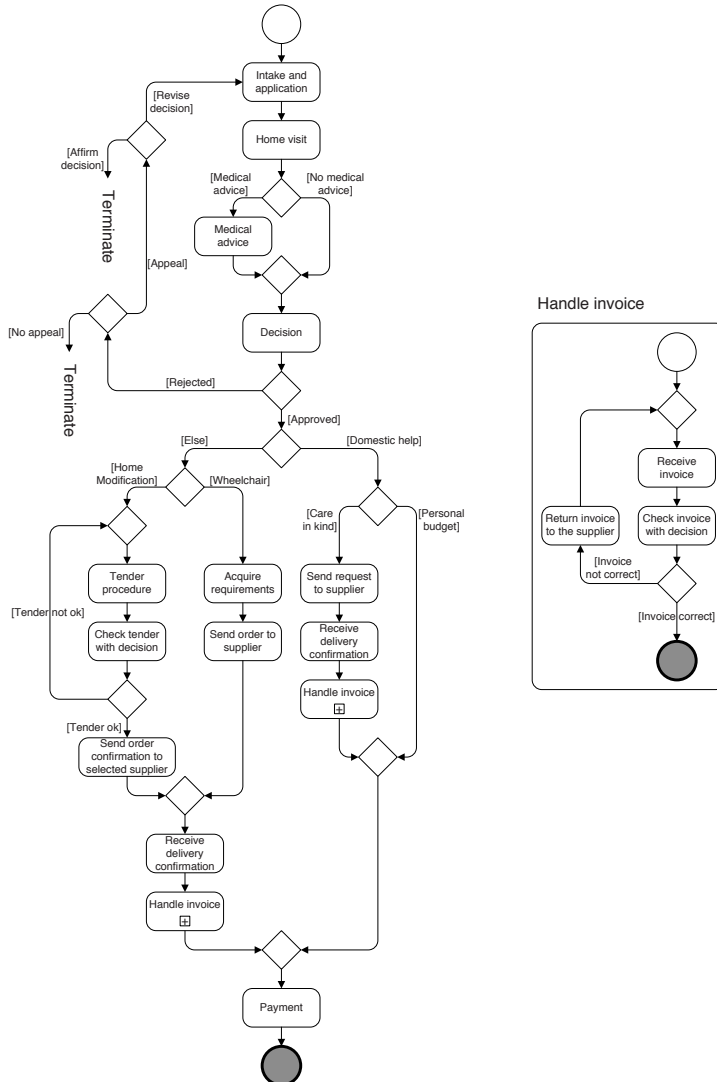 Intake and
application
[Revise
decision]
Home visit
[Affirm
decision]
Terminate
[Medical
advice]
[No medical
advice]
Medical
advice
[Appeal]
[No appeal]
Terminate
Decision
[Rejected]
[Approved]
[Else]
[Domestic help]
[Home
Modification]
[Wheelchair]
[Care
in kind]
[Personal
budget]
Tender
procedure
Acquire
requirements
Send request
to supplier
[Tender not ok]
Check tender
with decision
Send order to
supplier
Receive
delivery
confirmation
Handle invoice
[Tender ok]
Send order
confirmation to
selected supplier
Receive
delivery
confirmation
Handle invoice
Payment
Handle invoice
Receive
invoice
Return invoice
to the supplier
Check invoice
with decision
[Invoice
not correct]
[Invoice correct]